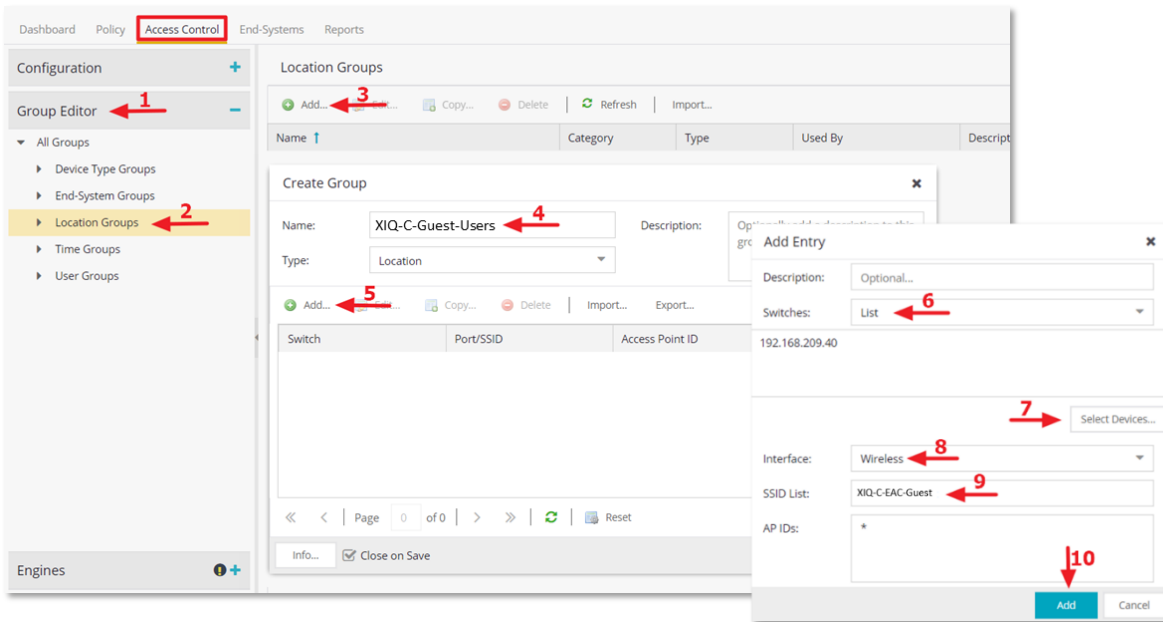 Dashboard Policy Access Control End-Systems Reports
Configuration
Group Editor 1
All Groups
Device Type Groups
End-System Groups
Location Groups 2
Time Groups
User Groups
Engines
Location Groups
Add... 3 Copy... Delete Refresh Import...
Name Category Type Used By Descript
Create Group
Name: XIQ-C-Guest-Users 4 Description:
Type: Location
Add... 5 Copy... Delete Import... Export...
Switch Port/SSID Access Point ID
Page 0 of 0 Reset
Info... Close on Save
Add Entry
Description: Optional...
Switches: List 6
192.168.209.40
7 Select Devices...
Interface: Wireless 8
SSID List: XIQ-C-EAC-Guest 9
AP IDs: *
10
Add Cancel